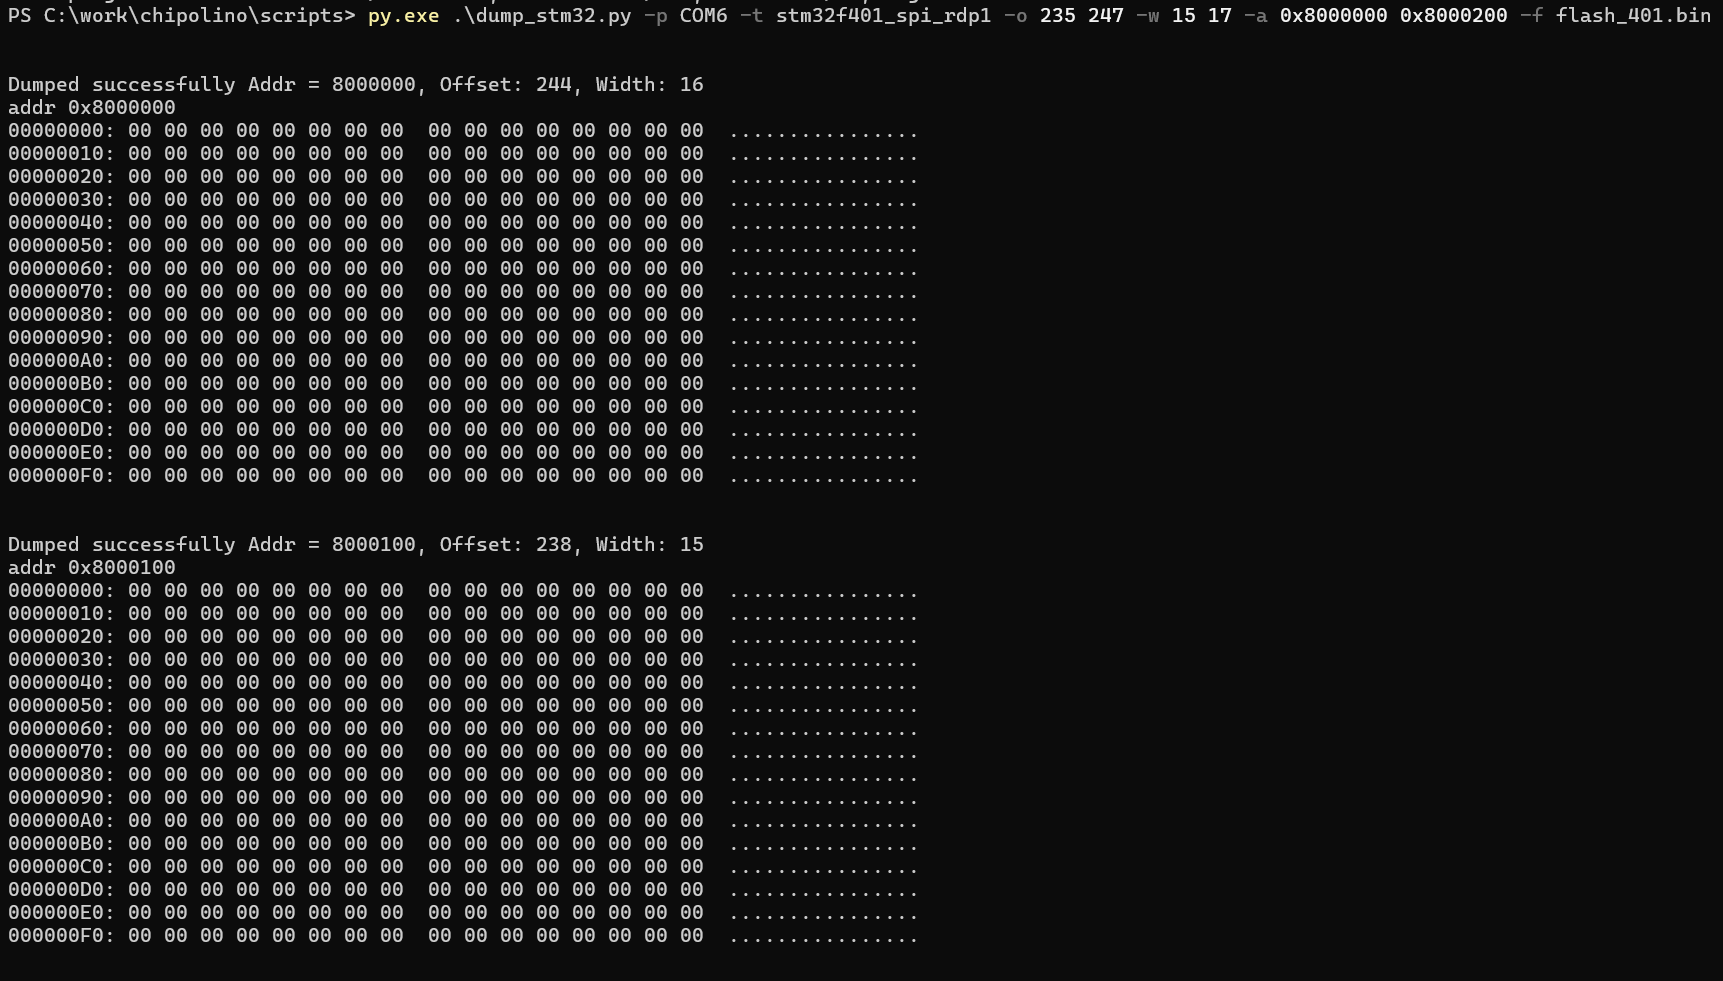 PS C:\work\chipolino\scripts> py.exe .\dump_stm32.py -p COM6 -t stm32f401_spi_rdp1 -o 235 247 -w 15 17 -a 0x8000000 0x8000200 -f flash_401.bin
Dumped successfully Addr = 8000000, Offset: 244, Width: 16
addr 0x8000000
00000000: 00 00 00 00 00 00 00 00  00 00 00 00 00 00 00 00  ................
00000010: 00 00 00 00 00 00 00 00  00 00 00 00 00 00 00 00  ................
00000020: 00 00 00 00 00 00 00 00  00 00 00 00 00 00 00 00  ................
00000030: 00 00 00 00 00 00 00 00  00 00 00 00 00 00 00 00  ................
00000040: 00 00 00 00 00 00 00 00  00 00 00 00 00 00 00 00  ................
00000050: 00 00 00 00 00 00 00 00  00 00 00 00 00 00 00 00  ................
00000060: 00 00 00 00 00 00 00 00  00 00 00 00 00 00 00 00  ................
00000070: 00 00 00 00 00 00 00 00  00 00 00 00 00 00 00 00  ................
00000080: 00 00 00 00 00 00 00 00  00 00 00 00 00 00 00 00  ................
00000090: 00 00 00 00 00 00 00 00  00 00 00 00 00 00 00 00  ................
000000A0: 00 00 00 00 00 00 00 00  00 00 00 00 00 00 00 00  ................
000000B0: 00 00 00 00 00 00 00 00  00 00 00 00 00 00 00 00  ................
000000C0: 00 00 00 00 00 00 00 00  00 00 00 00 00 00 00 00  ................
000000D0: 00 00 00 00 00 00 00 00  00 00 00 00 00 00 00 00  ................
000000E0: 00 00 00 00 00 00 00 00  00 00 00 00 00 00 00 00  ................
000000F0: 00 00 00 00 00 00 00 00  00 00 00 00 00 00 00 00  ................
Dumped successfully Addr = 8000100, Offset: 238, Width: 15
addr 0x8000100
00000000: 00 00 00 00 00 00 00 00  00 00 00 00 00 00 00 00  ................
00000010: 00 00 00 00 00 00 00 00  00 00 00 00 00 00 00 00  ................
00000020: 00 00 00 00 00 00 00 00  00 00 00 00 00 00 00 00  ................
00000030: 00 00 00 00 00 00 00 00  00 00 00 00 00 00 00 00  ................
00000040: 00 00 00 00 00 00 00 00  00 00 00 00 00 00 00 00  ................
00000050: 00 00 00 00 00 00 00 00  00 00 00 00 00 00 00 00  ................
00000060: 00 00 00 00 00 00 00 00  00 00 00 00 00 00 00 00  ................
00000070: 00 00 00 00 00 00 00 00  00 00 00 00 00 00 00 00  ................
00000080: 00 00 00 00 00 00 00 00  00 00 00 00 00 00 00 00  ................
00000090: 00 00 00 00 00 00 00 00  00 00 00 00 00 00 00 00  ................
000000A0: 00 00 00 00 00 00 00 00  00 00 00 00 00 00 00 00  ................
000000B0: 00 00 00 00 00 00 00 00  00 00 00 00 00 00 00 00  ................
000000C0: 00 00 00 00 00 00 00 00  00 00 00 00 00 00 00 00  ................
000000D0: 00 00 00 00 00 00 00 00  00 00 00 00 00 00 00 00  ................
000000E0: 00 00 00 00 00 00 00 00  00 00 00 00 00 00 00 00  ................
000000F0: 00 00 00 00 00 00 00 00  00 00 00 00 00 00 00 00  ................